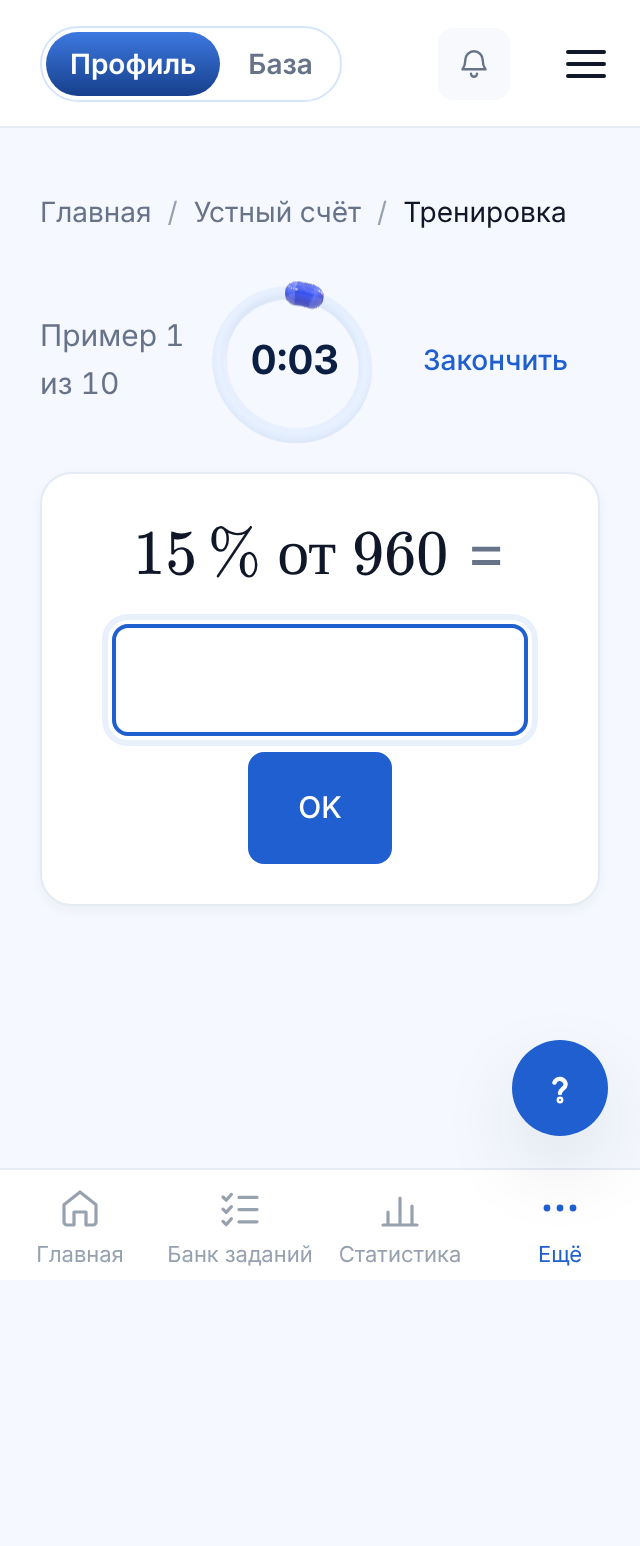 Профиль База
Главная / Устный счёт / Тренировка
Пример 1
из 10
0:03
Закончить
15 % от 960 =
OK
?
Главная Банк заданий Статистика Ещё